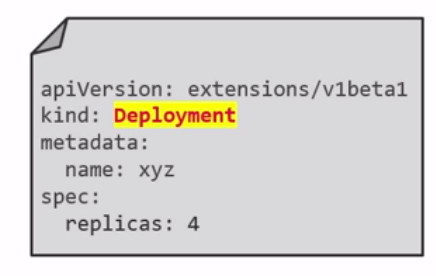 apiVersion: extensions/v1beta1
kind: Deployment
metadata:
  name: xyz
spec:
  replicas: 4